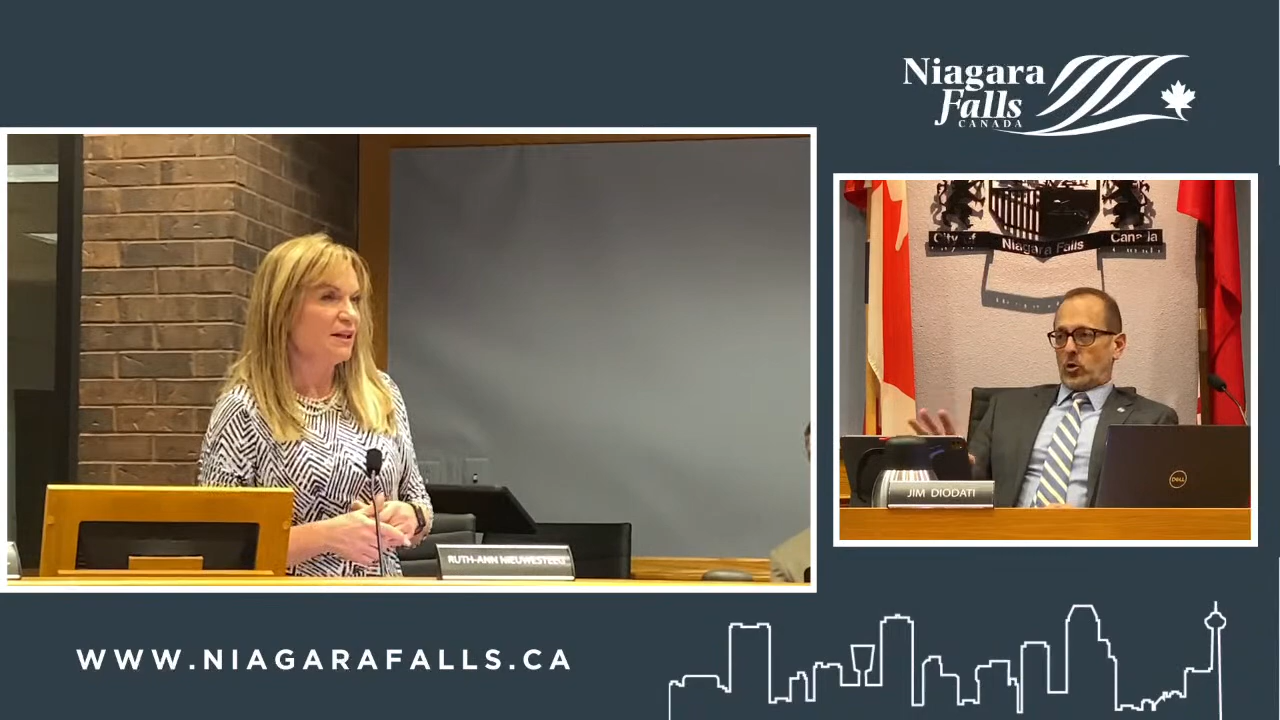 Niagara
Falls
CANADA
City of
Niagara Falls
Canada
JIM DIODATI
DELL
RUTH-ANN NIEUWESTEEG
WWW.NIAGARAFALLS.CA